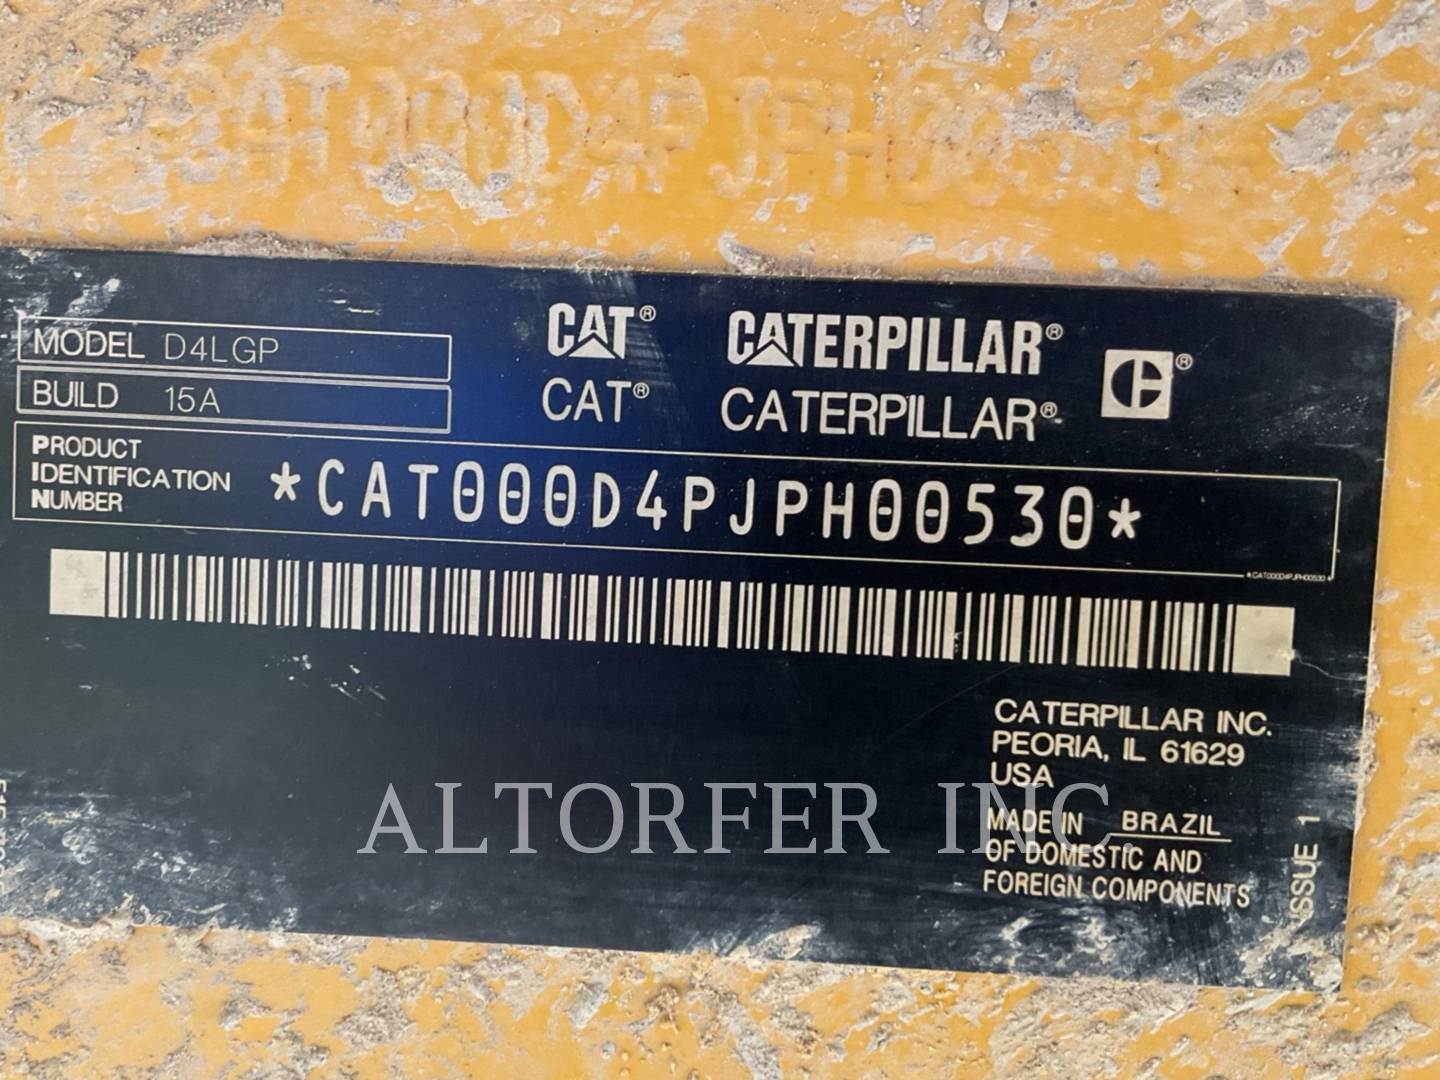 MODEL D4LGP
BUILD 15A
CAT® CATERPILLAR®
CAT® CATERPILLAR®
PRODUCT
IDENTIFICATION
NUMBER
*CAT000D4PJPH00530*
*CAT000D4PJPH00530*
CATERPILLAR INC.
PEORIA, IL 61629
USA
MADE IN BRAZIL
OF DOMESTIC AND
FOREIGN COMPONENTS
ISSUE 1
ALTORFER INC.